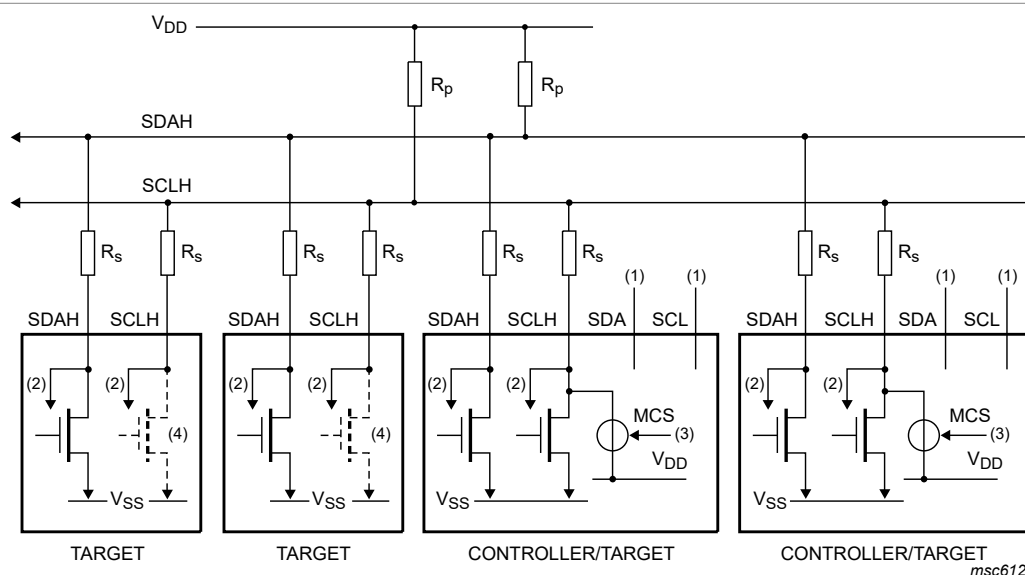 VDD
Rp Rp
SDAH
SCLH
Rs Rs Rs Rs Rs Rs Rs Rs
(1) (1) (1) (1)
SDAH SCLH SDAH SCLH SDAH SCLH SDA SCL SDAH SCLH SDA SCL
(2) (2) (2) (2) (2) (2) (2) (2)
MCS MCS
(4) (4) (3) (3)
VDD VDD
VSS VSS VSS VSS
TARGET TARGET CONTROLLER/TARGET CONTROLLER/TARGET
msc612